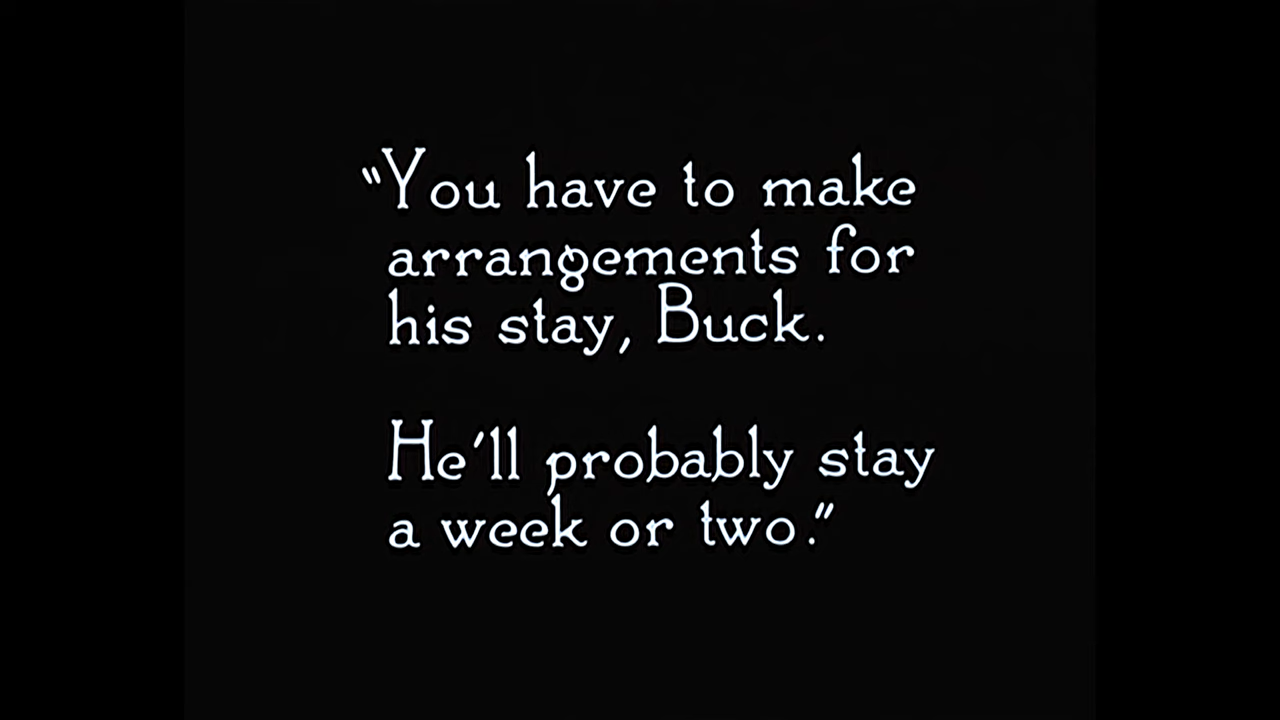 “You have to make
arrangements for
his stay, Buck.
He’ll probably stay
a week or two.”